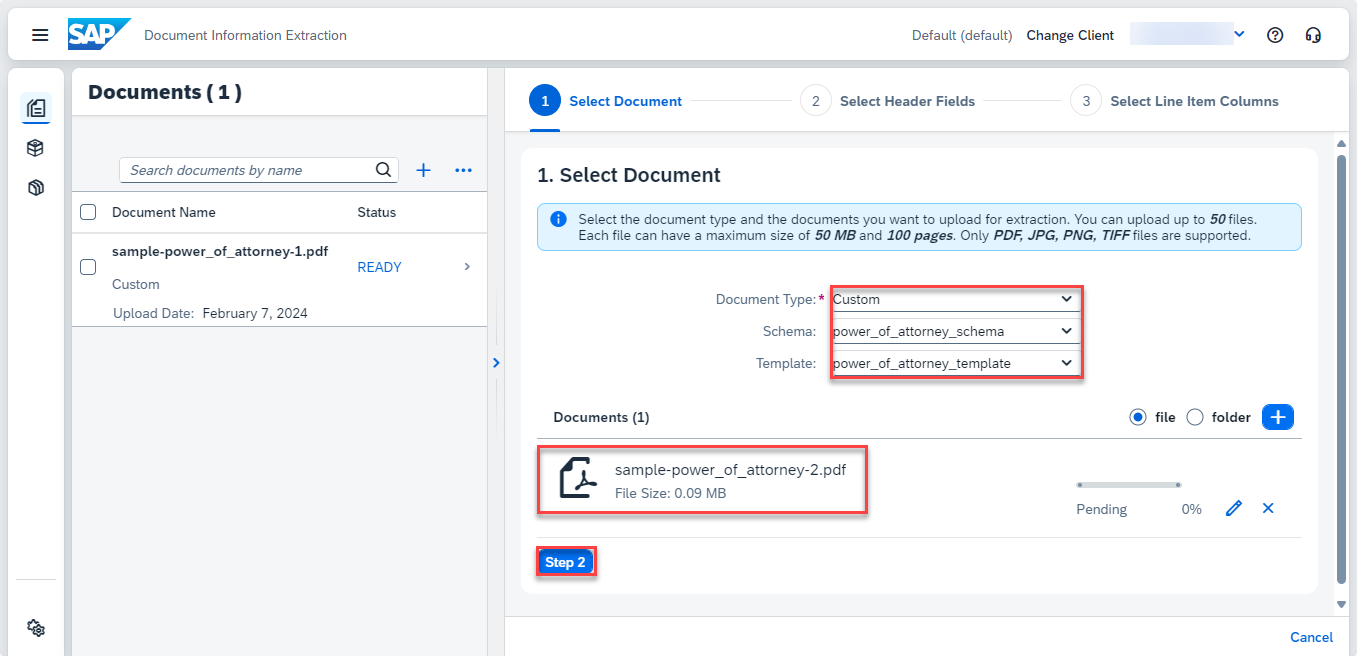 SAP Document Information Extraction
Default (default) Change Client
Documents ( 1 )
Search documents by name
Document Name Status
sample-power_of_attorney-1.pdf
READY
Custom
Upload Date: February 7, 2024
1 Select Document 2 Select Header Fields 3 Select Line Item Columns
1. Select Document
Select the document type and the documents you want to upload for extraction. You can upload up to 50 files.
Each file can have a maximum size of 50 MB and 100 pages. Only PDF, JPG, PNG, TIFF files are supported.
Document Type:* Custom
Schema: power_of_attorney_schema
Template: power_of_attorney_template
Documents (1) file folder
sample-power_of_attorney-2.pdf
File Size: 0.09 MB
Pending 0%
Step 2
Cancel